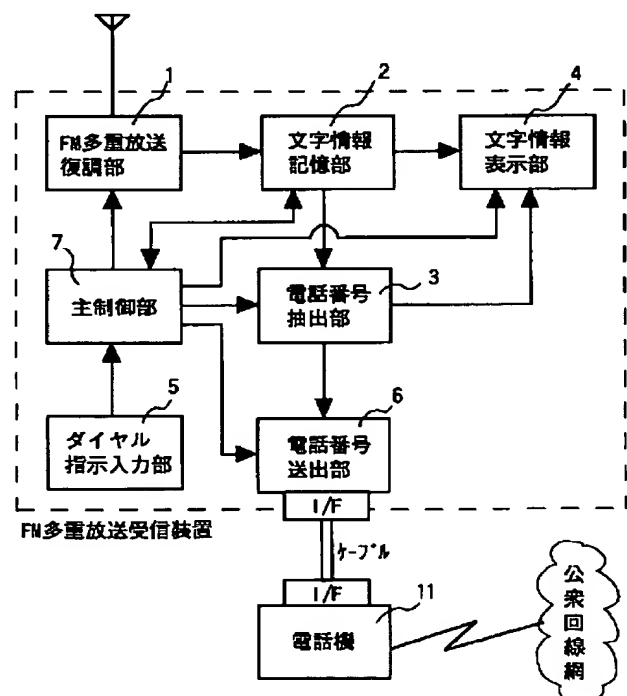 1
2
4
FM多重放送
復調部
文字情報
記憶部
文字情報
表示部
7
主制御部
電話番号
抽出部
3
5
ダイヤル
指示入力部
6
電話番号
送出部
I/F
FM多重放送受信装置
ケーブル
I/F
11
電話機
公衆回線網